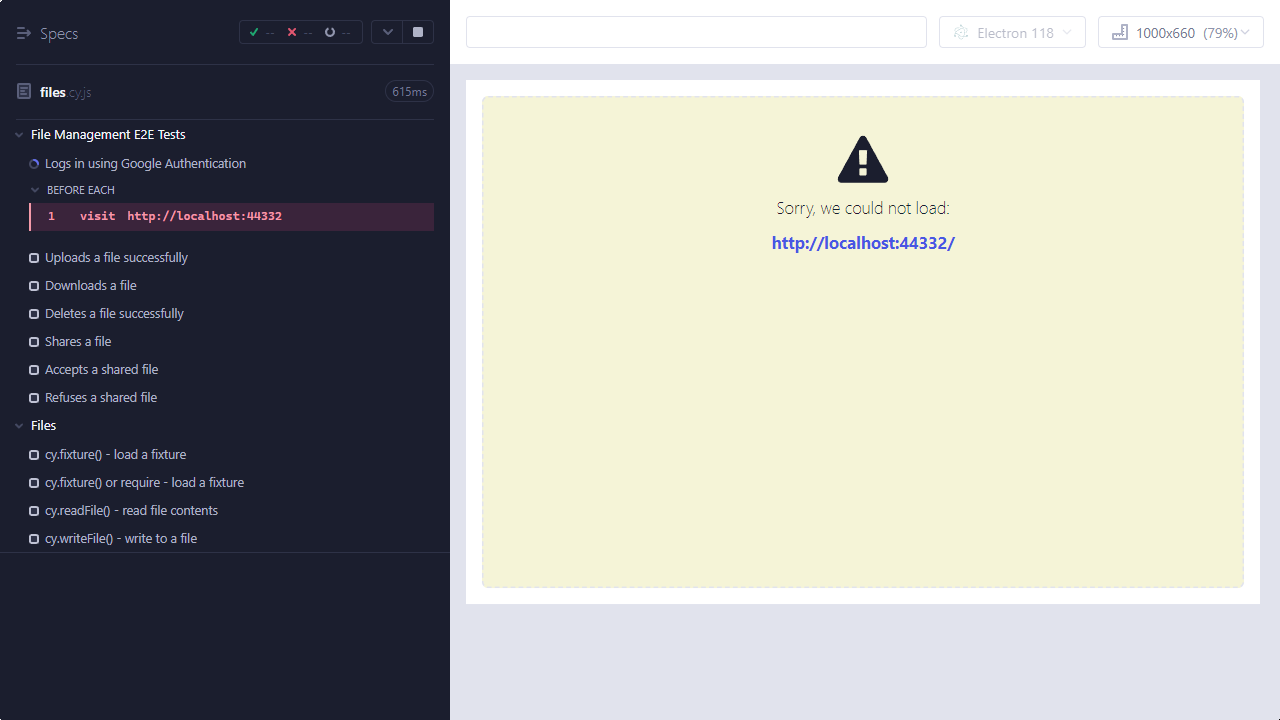 Specs
-- -- --
files.cy.js
615ms
File Management E2E Tests
Logs in using Google Authentication
BEFORE EACH
1 visit http://localhost:44332
Uploads a file successfully
Downloads a file
Deletes a file successfully
Shares a file
Accepts a shared file
Refuses a shared file
Files
cy.fixture() - load a fixture
cy.fixture() or require - load a fixture
cy.readFile() - read file contents
cy.writeFile() - write to a file
Electron 118
1000x660 (79%)
Sorry, we could not load:
http://localhost:44332/